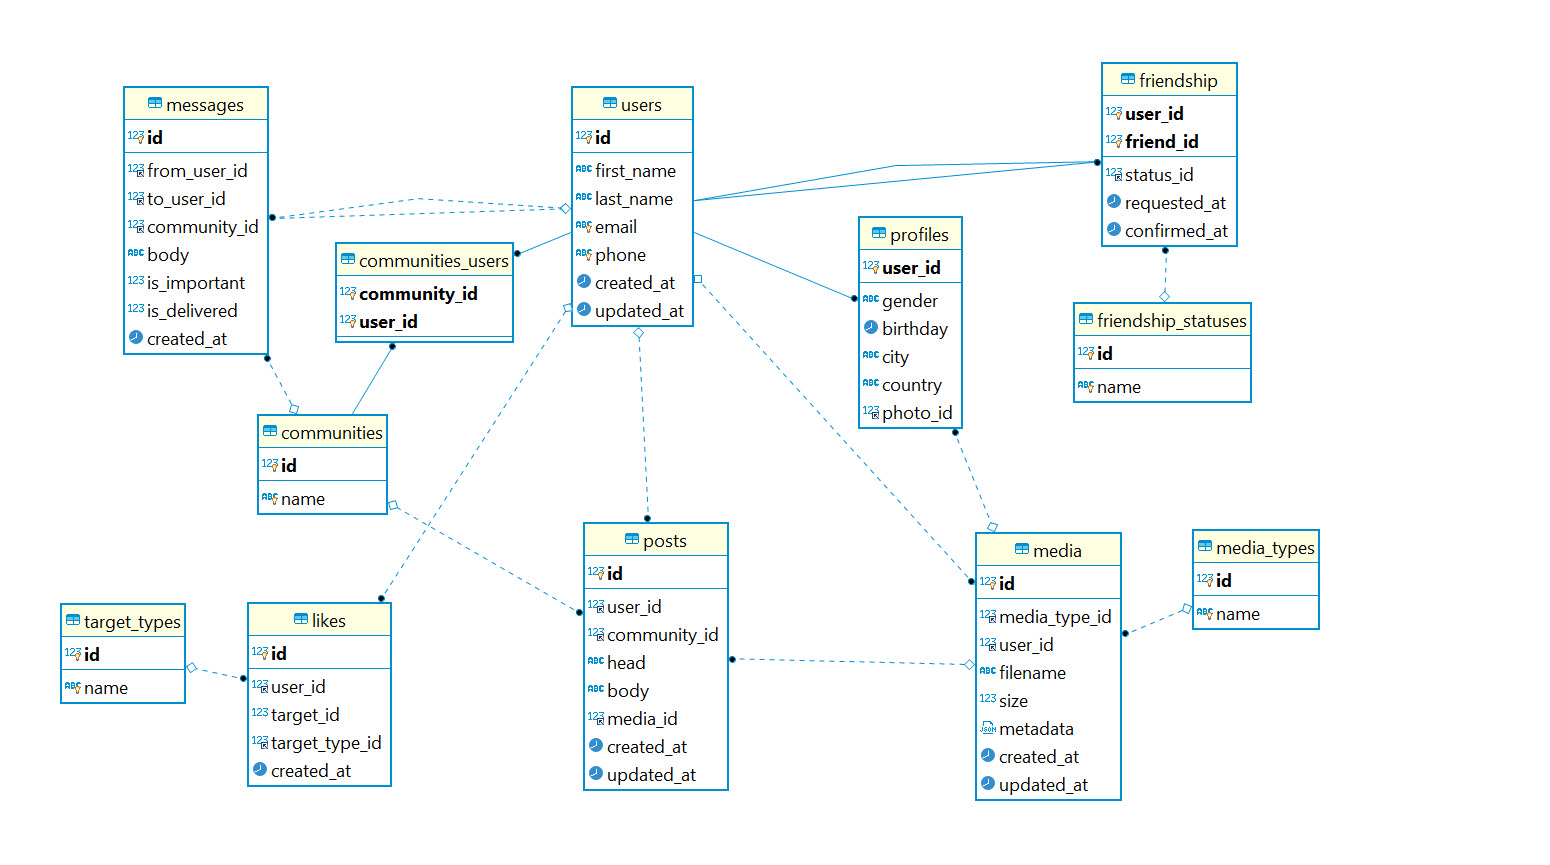 messages
id
from_user_id
to_user_id
community_id
body
is_important
is_delivered
created_at
users
id
first_name
last_name
email
phone
created_at
updated_at
friendship
user_id
friend_id
status_id
requested_at
confirmed_at
communities_users
community_id
user_id
profiles
user_id
gender
birthday
city
country
photo_id
friendship_statuses
id
name
communities
id
name
posts
id
user_id
community_id
head
body
media_id
created_at
updated_at
media
id
media_type_id
user_id
filename
size
metadata
created_at
updated_at
media_types
id
name
target_types
id
name
likes
id
user_id
target_id
target_type_id
created_at